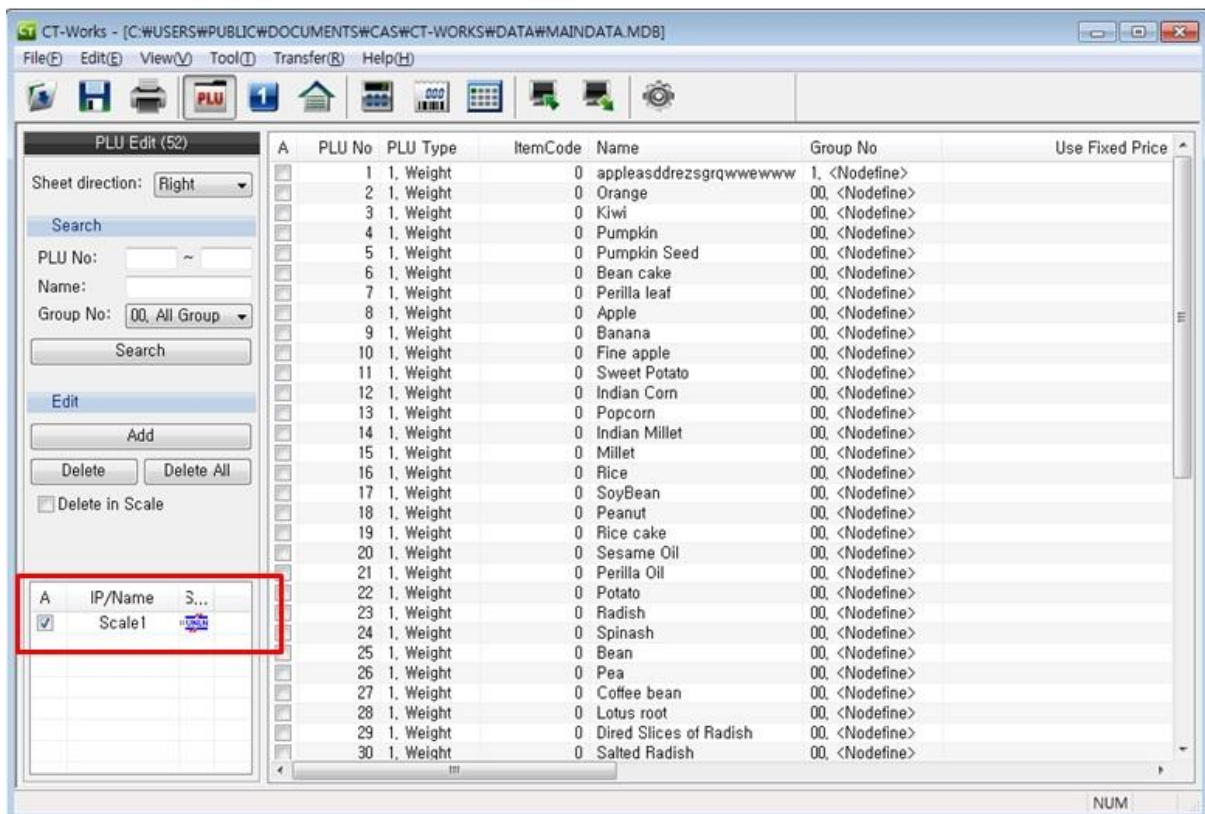 CT-Works - [C:₩USERS₩PUBLIC₩DOCUMENTS₩CAS₩CT-WORKS₩DATA₩MAINDATA.MDB]
File(F) Edit(E) View(V) Tool(T) Transfer(R) Help(H)
PLU 1 000
PLU Edit (52)
Sheet direction: Right
Search
PLU No: ~
Name:
Group No: 00, All Group
Search
Edit
Add
Delete Delete All
Delete in Scale
A IP/Name S...
Scale1
A PLU No PLU Type ItemCode Name Group No Use Fixed Price
1 1, Weight 0 appleasddrezsgrqwwewww 1, <Nodefine>
2 1, Weight 0 Orange 00, <Nodefine>
3 1, Weight 0 Kiwi 00, <Nodefine>
4 1, Weight 0 Pumpkin 00, <Nodefine>
5 1, Weight 0 Pumpkin Seed 00, <Nodefine>
6 1, Weight 0 Bean cake 00, <Nodefine>
7 1, Weight 0 Perilla leaf 00, <Nodefine>
8 1, Weight 0 Apple 00, <Nodefine>
9 1, Weight 0 Banana 00, <Nodefine>
10 1, Weight 0 Fine apple 00, <Nodefine>
11 1, Weight 0 Sweet Potato 00, <Nodefine>
12 1, Weight 0 Indian Corn 00, <Nodefine>
13 1, Weight 0 Popcorn 00, <Nodefine>
14 1, Weight 0 Indian Millet 00, <Nodefine>
15 1, Weight 0 Millet 00, <Nodefine>
16 1, Weight 0 Rice 00, <Nodefine>
17 1, Weight 0 SoyBean 00, <Nodefine>
18 1, Weight 0 Peanut 00, <Nodefine>
19 1, Weight 0 Rice cake 00, <Nodefine>
20 1, Weight 0 Sesame Oil 00, <Nodefine>
21 1, Weight 0 Perilla Oil 00, <Nodefine>
22 1, Weight 0 Potato 00, <Nodefine>
23 1, Weight 0 Radish 00, <Nodefine>
24 1, Weight 0 Spinash 00, <Nodefine>
25 1, Weight 0 Bean 00, <Nodefine>
26 1, Weight 0 Pea 00, <Nodefine>
27 1, Weight 0 Coffee bean 00, <Nodefine>
28 1, Weight 0 Lotus root 00, <Nodefine>
29 1, Weight 0 Dired Slices of Radish 00, <Nodefine>
30 1, Weight 0 Salted Radish 00, <Nodefine>
NUM